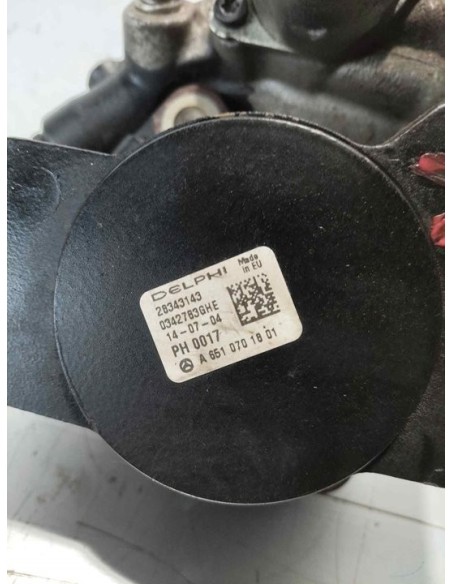 DELPHI
Made
in EU
28343143
0342783GHE
14-07-04
PH 0017
A 651 070 18 01